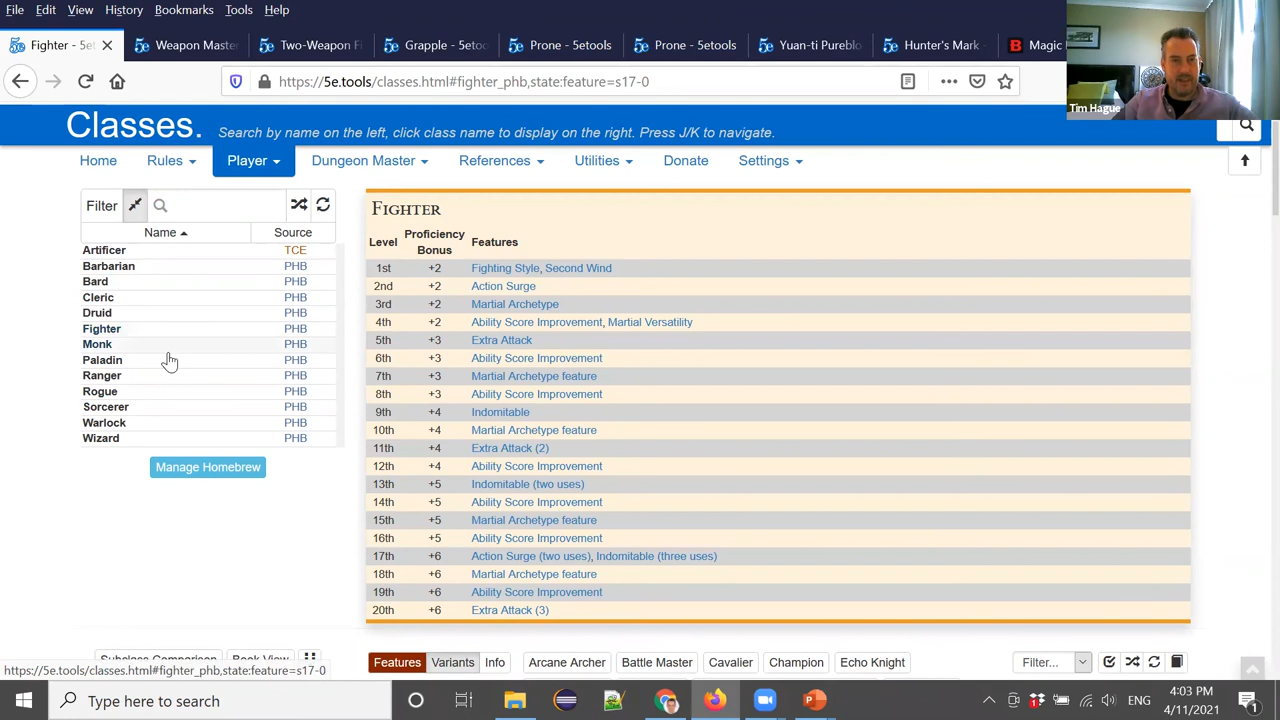 File Edit View History Bookmarks Tools Help
Fighter - 5et
Weapon Master
Two-Weapon F
Grapple - 5etoo
Prone - 5etools
Prone - 5etools
Yuan-ti Pureblo
Hunter's Mark -
Magic
https://5e.tools/classes.html#fighter_phb,state:feature=s17-0
Tim Hague
Classes. Search by name on the left, click class name to display on the right. Press J/K to navigate.
Home Rules Player Dungeon Master References Utilities Donate Settings
Filter
Name Source
Artificer TCE
Barbarian PHB
Bard PHB
Cleric PHB
Druid PHB
Fighter PHB
Monk PHB
Paladin PHB
Ranger PHB
Rogue PHB
Sorcerer PHB
Warlock PHB
Wizard PHB
Manage Homebrew
Fighter
Level Proficiency Bonus Features
1st +2 Fighting Style, Second Wind
2nd +2 Action Surge
3rd +2 Martial Archetype
4th +2 Ability Score Improvement, Martial Versatility
5th +3 Extra Attack
6th +3 Ability Score Improvement
7th +3 Martial Archetype feature
8th +3 Ability Score Improvement
9th +4 Indomitable
10th +4 Martial Archetype feature
11th +4 Extra Attack (2)
12th +4 Ability Score Improvement
13th +5 Indomitable (two uses)
14th +5 Ability Score Improvement
15th +5 Martial Archetype feature
16th +5 Ability Score Improvement
17th +6 Action Surge (two uses), Indomitable (three uses)
18th +6 Martial Archetype feature
19th +6 Ability Score Improvement
20th +6 Extra Attack (3)
Subclass Comparison Book View
Features Variants Info Arcane Archer Battle Master Cavalier Champion Echo Knight Filter...
https://5e.tools/classes.html#fighter_phb,state:feature=s17-0
Type here to search
ENG
4:03 PM
4/11/2021
1